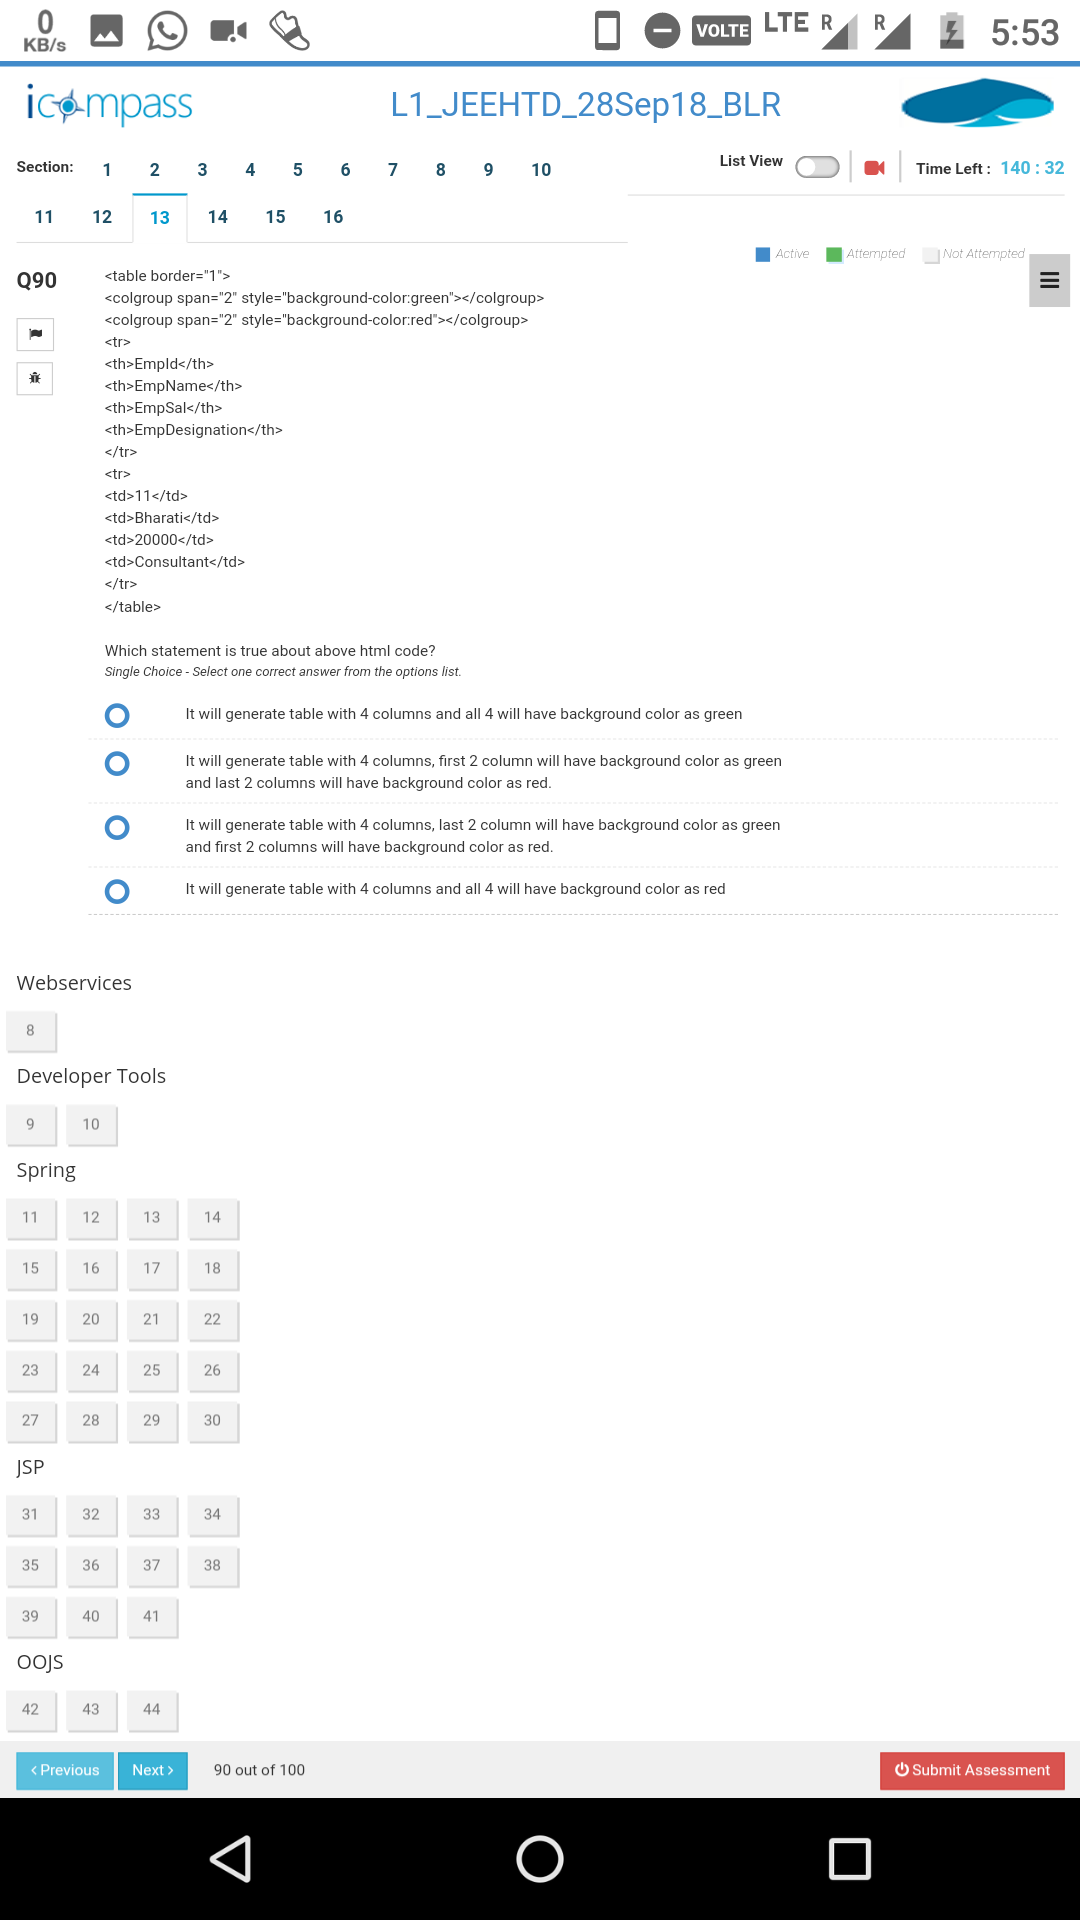 0
KB/s
VOLTE
LTE
R
R
5:53
icompass
L1_JEEHTD_28Sep18_BLR
Section:
1 2 3 4 5 6 7 8 9 10
List View
Time Left : 140 : 32
11 12 13 14 15 16
Active Attempted Not Attempted
Q90
<table border="1">
<colgroup span="2" style="background-color:green"></colgroup>
<colgroup span="2" style="background-color:red"></colgroup>
<tr>
<th>EmpId</th>
<th>EmpName</th>
<th>EmpSal</th>
<th>EmpDesignation</th>
</tr>
<tr>
<td>11</td>
<td>Bharati</td>
<td>20000</td>
<td>Consultant</td>
</tr>
</table>
Which statement is true about above html code?
Single Choice - Select one correct answer from the options list.
It will generate table with 4 columns and all 4 will have background color as green
It will generate table with 4 columns, first 2 column will have background color as green
and last 2 columns will have background color as red.
It will generate table with 4 columns, last 2 column will have background color as green
and first 2 columns will have background color as red.
It will generate table with 4 columns and all 4 will have background color as red
Webservices
8
Developer Tools
9 10
Spring
11 12 13 14
15 16 17 18
19 20 21 22
23 24 25 26
27 28 29 30
JSP
31 32 33 34
35 36 37 38
39 40 41
OOJS
42 43 44
Previous
Next
90 out of 100
Submit Assessment